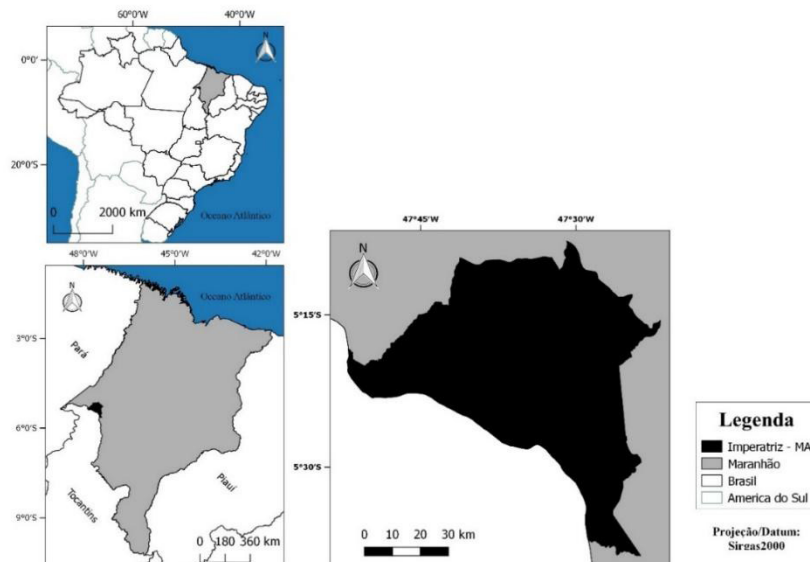 60°0'W 40°0'W
N
0°0'
20°0'S
Oceano Atlântico
0 2000 km
48°0'W 45°0'W 42°0'W
N
Oceano Atlântico
3°0'S
Pará
6°0'S
Tocantins
Piauí
9°0'S
0 180 360 km
47°45'W 47°30'W
N
5°15'S
5°30'S
0 10 20 30 km
Legenda
Imperatriz - MA
Maranhão
Brasil
America do Sul
Projeção/Datum:
Sirgas2000